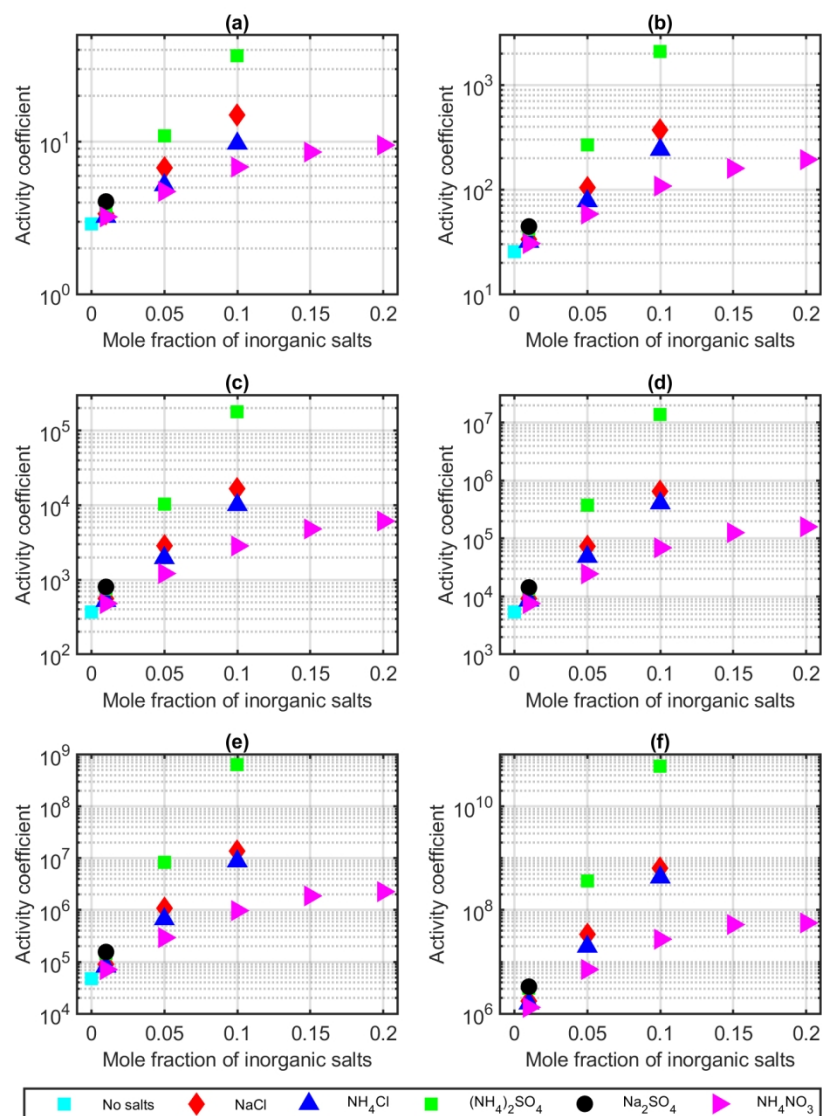 (a)
(b)
Activity coefficient
10^1
10^0
0 0.05 0.1 0.15 0.2
Mole fraction of inorganic salts
Activity coefficient
10^3
10^2
10^1
0 0.05 0.1 0.15 0.2
Mole fraction of inorganic salts
(c)
(d)
Activity coefficient
10^5
10^4
10^3
10^2
0 0.05 0.1 0.15 0.2
Mole fraction of inorganic salts
Activity coefficient
10^7
10^6
10^5
10^4
10^3
0 0.05 0.1 0.15 0.2
Mole fraction of inorganic salts
(e)
(f)
Activity coefficient
10^9
10^8
10^7
10^6
10^5
10^4
0 0.05 0.1 0.15 0.2
Mole fraction of inorganic salts
Activity coefficient
10^10
10^8
10^6
0 0.05 0.1 0.15 0.2
Mole fraction of inorganic salts
No salts NaCl NH₄Cl (NH₄)₂SO₄ Na₂SO₄ NH₄NO₃